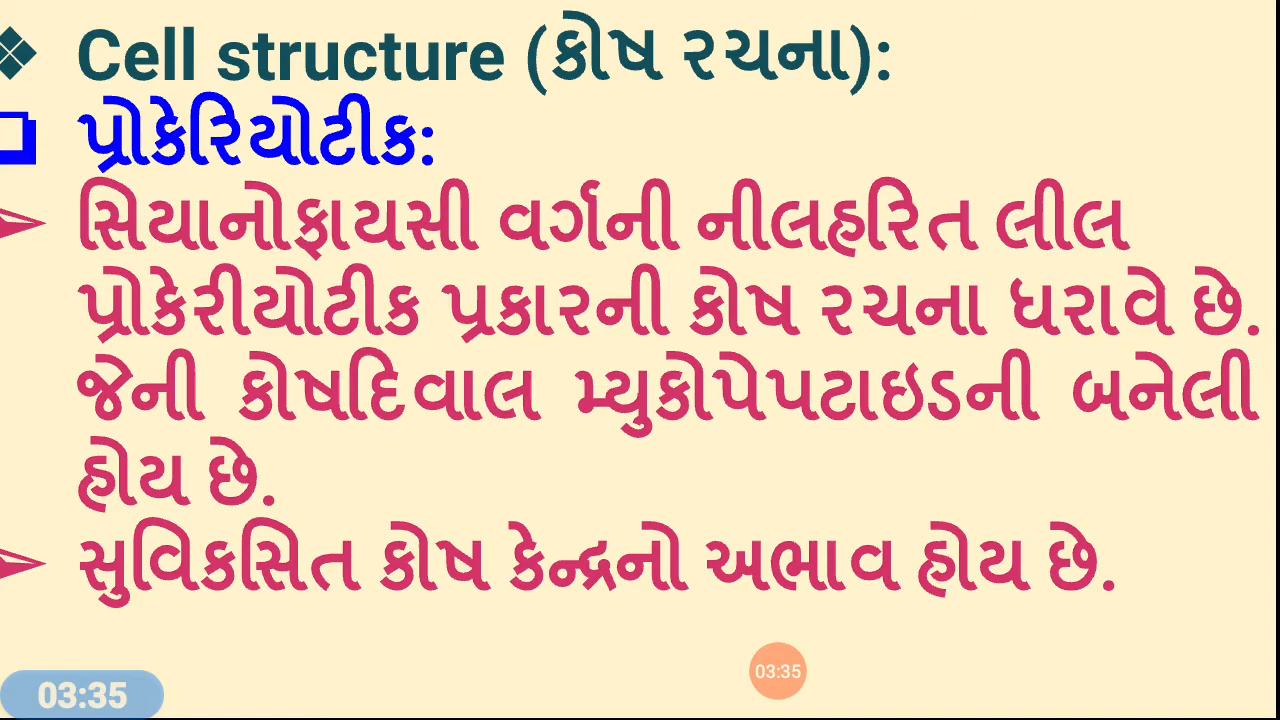 ❖ Cell structure (કોષ રચના):
❑ પ્રોકેરિયોટીક:
➢ સિયાનોફાયસી વર્ગની નીલહરિત લીલ
પ્રોકેરીયોટીક પ્રકારની કોષ રચના ધરાવે છે.
જેની કોષદિવાલ મ્યુકોપેપટાઇડની બનેલી
હોય છે.
➢ સુવિકસિત કોષ કેન્દ્રનો અભાવ હોય છે.
03:35
03:35